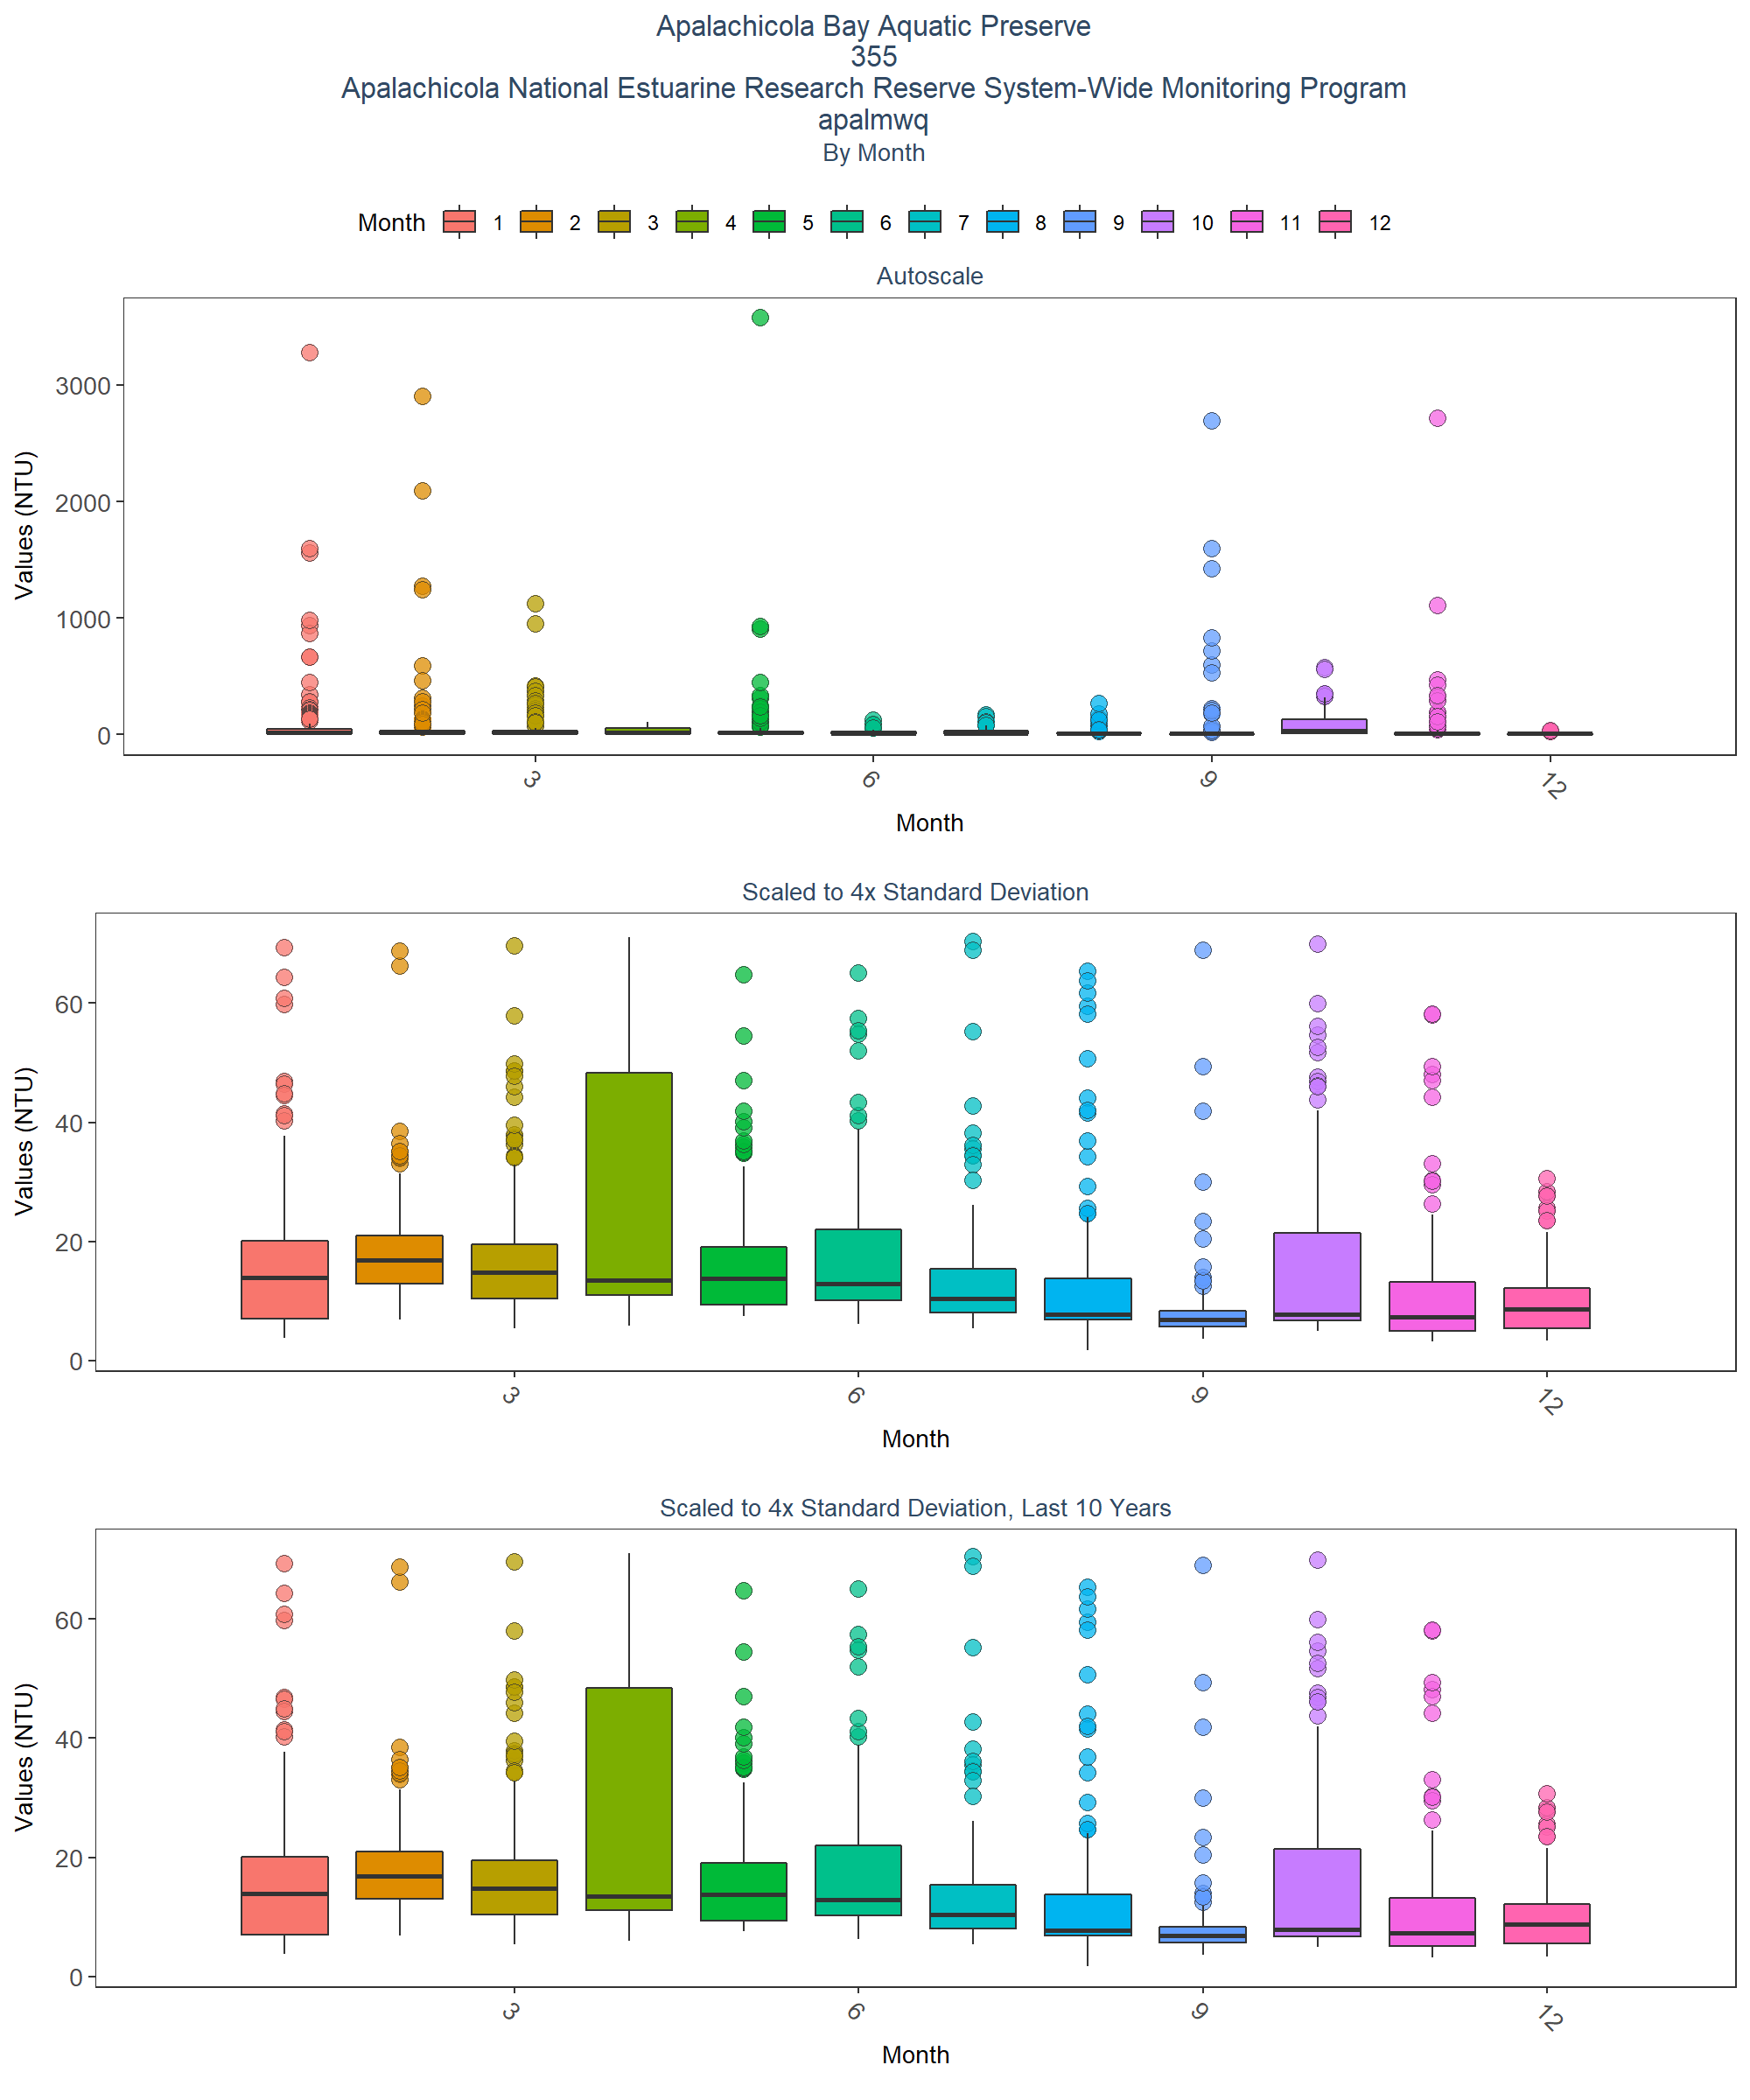 Apalachicola Bay Aquatic Preserve
355
Apalachicola National Estuarine Research Reserve System-Wide Monitoring Program
apalmwq
By Month
Month 1 2 3 4 5 6 7 8 9 10 11 12
Autoscale
Values (NTU)
3000
2000
1000
0
3 6 9 12
Month
Scaled to 4x Standard Deviation
Values (NTU)
60
40
20
0
3 6 9 12
Month
Scaled to 4x Standard Deviation, Last 10 Years
Values (NTU)
60
40
20
0
3 6 9 12
Month